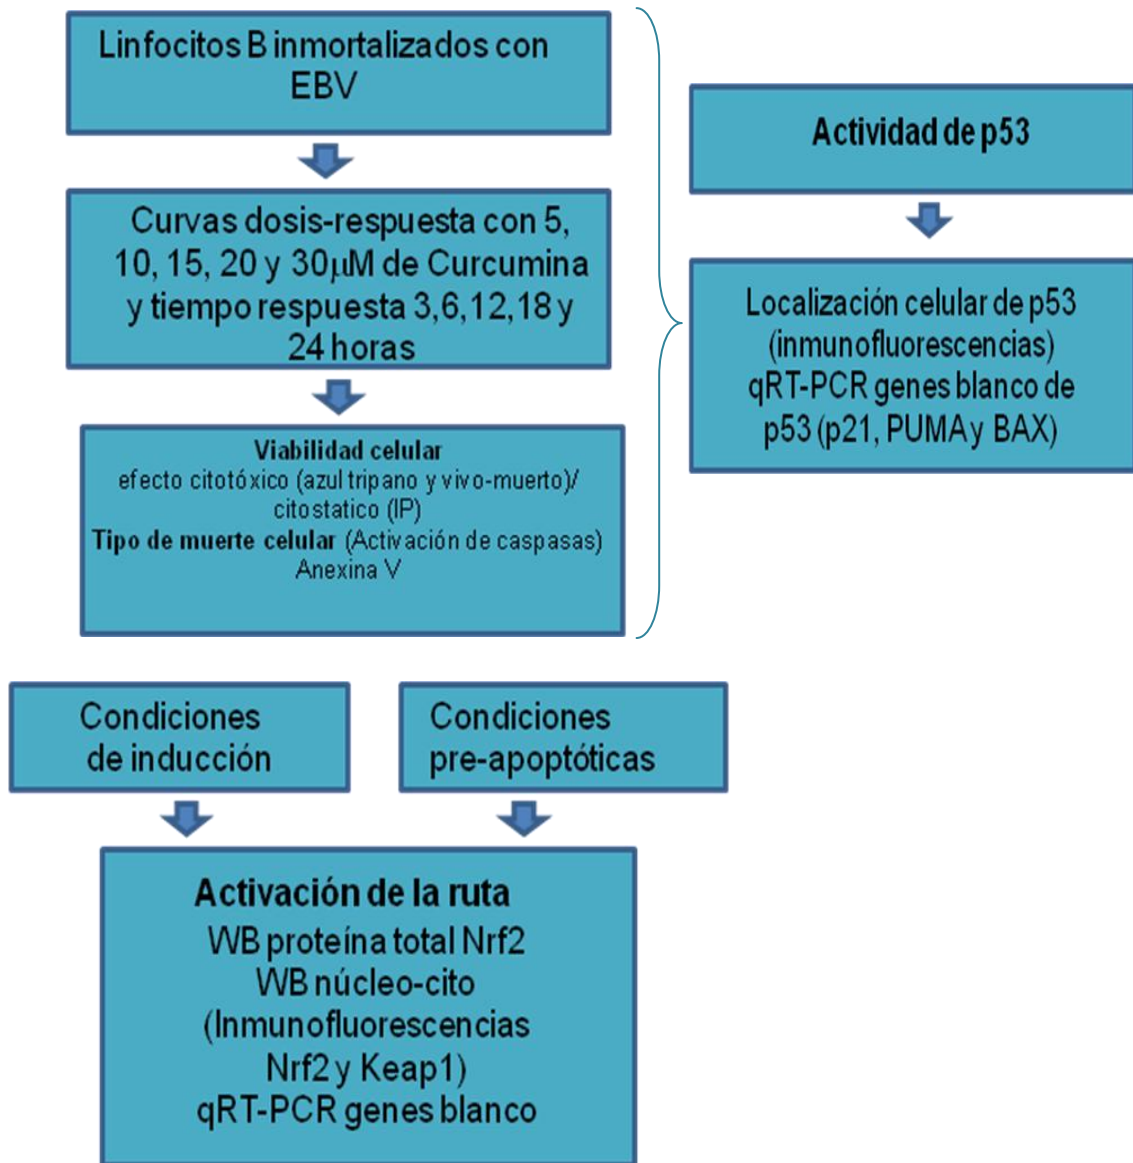 Linfocitos B inmortalizados con
EBV
Curvas dosis-respuesta con 5,
10, 15, 20 y 30μM de Curcumina
y tiempo respuesta 3,6,12,18 y
24 horas
Viabilidad celular
efecto citotóxico (azul tripano y vivo-muerto)/
citostatico (IP)
Tipo de muerte celular (Activación de caspasas)
Anexina V
Actividad de p53
Localización celular de p53
(inmunofluorescencias)
qRT-PCR genes blanco de
p53 (p21, PUMA y BAX)
Condiciones
de inducción
Condiciones
pre-apoptóticas
Activación de la ruta
WB proteína total Nrf2
WB núcleo-cito
(Inmunofluorescencias
Nrf2 y Keap1)
qRT-PCR genes blanco